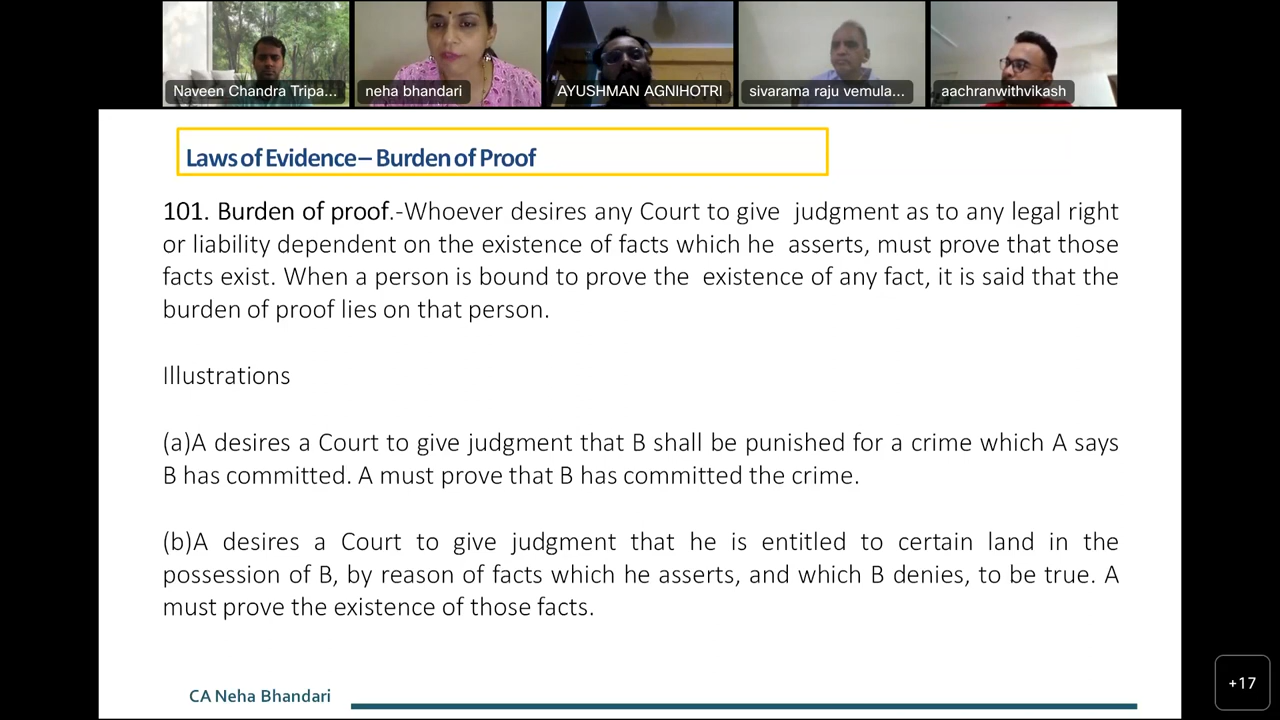 Naveen Chandra Tripa...
neha bhandari
AYUSHMAN AGNIHOTRI
sivarama raju vemula...
aachranwithvikash
Laws of Evidence – Burden of Proof
101. Burden of proof.-Whoever desires any Court to give judgment as to any legal right
or liability dependent on the existence of facts which he asserts, must prove that those
facts exist. When a person is bound to prove the existence of any fact, it is said that the
burden of proof lies on that person.
Illustrations
(a)A desires a Court to give judgment that B shall be punished for a crime which A says
B has committed. A must prove that B has committed the crime.
(b)A desires a Court to give judgment that he is entitled to certain land in the
possession of B, by reason of facts which he asserts, and which B denies, to be true. A
must prove the existence of those facts.
CA Neha Bhandari
+17